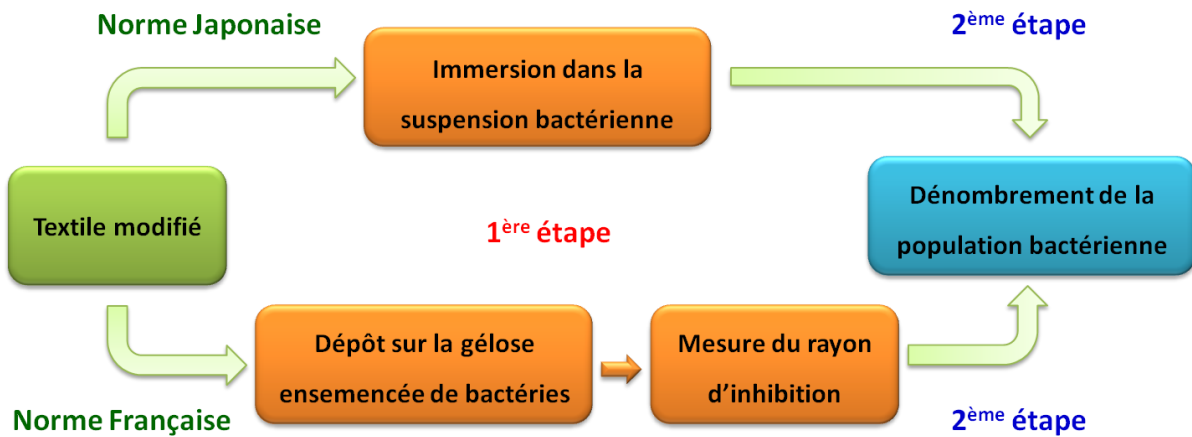 Norme Japonaise
2ème étape
Immersion dans la
suspension bactérienne
Textile modifié
1ère étape
Dénombrement de la
population bactérienne
Dépôt sur la gélose
ensemencée de bactéries
Mesure du rayon
d’inhibition
Norme Française
2ème étape